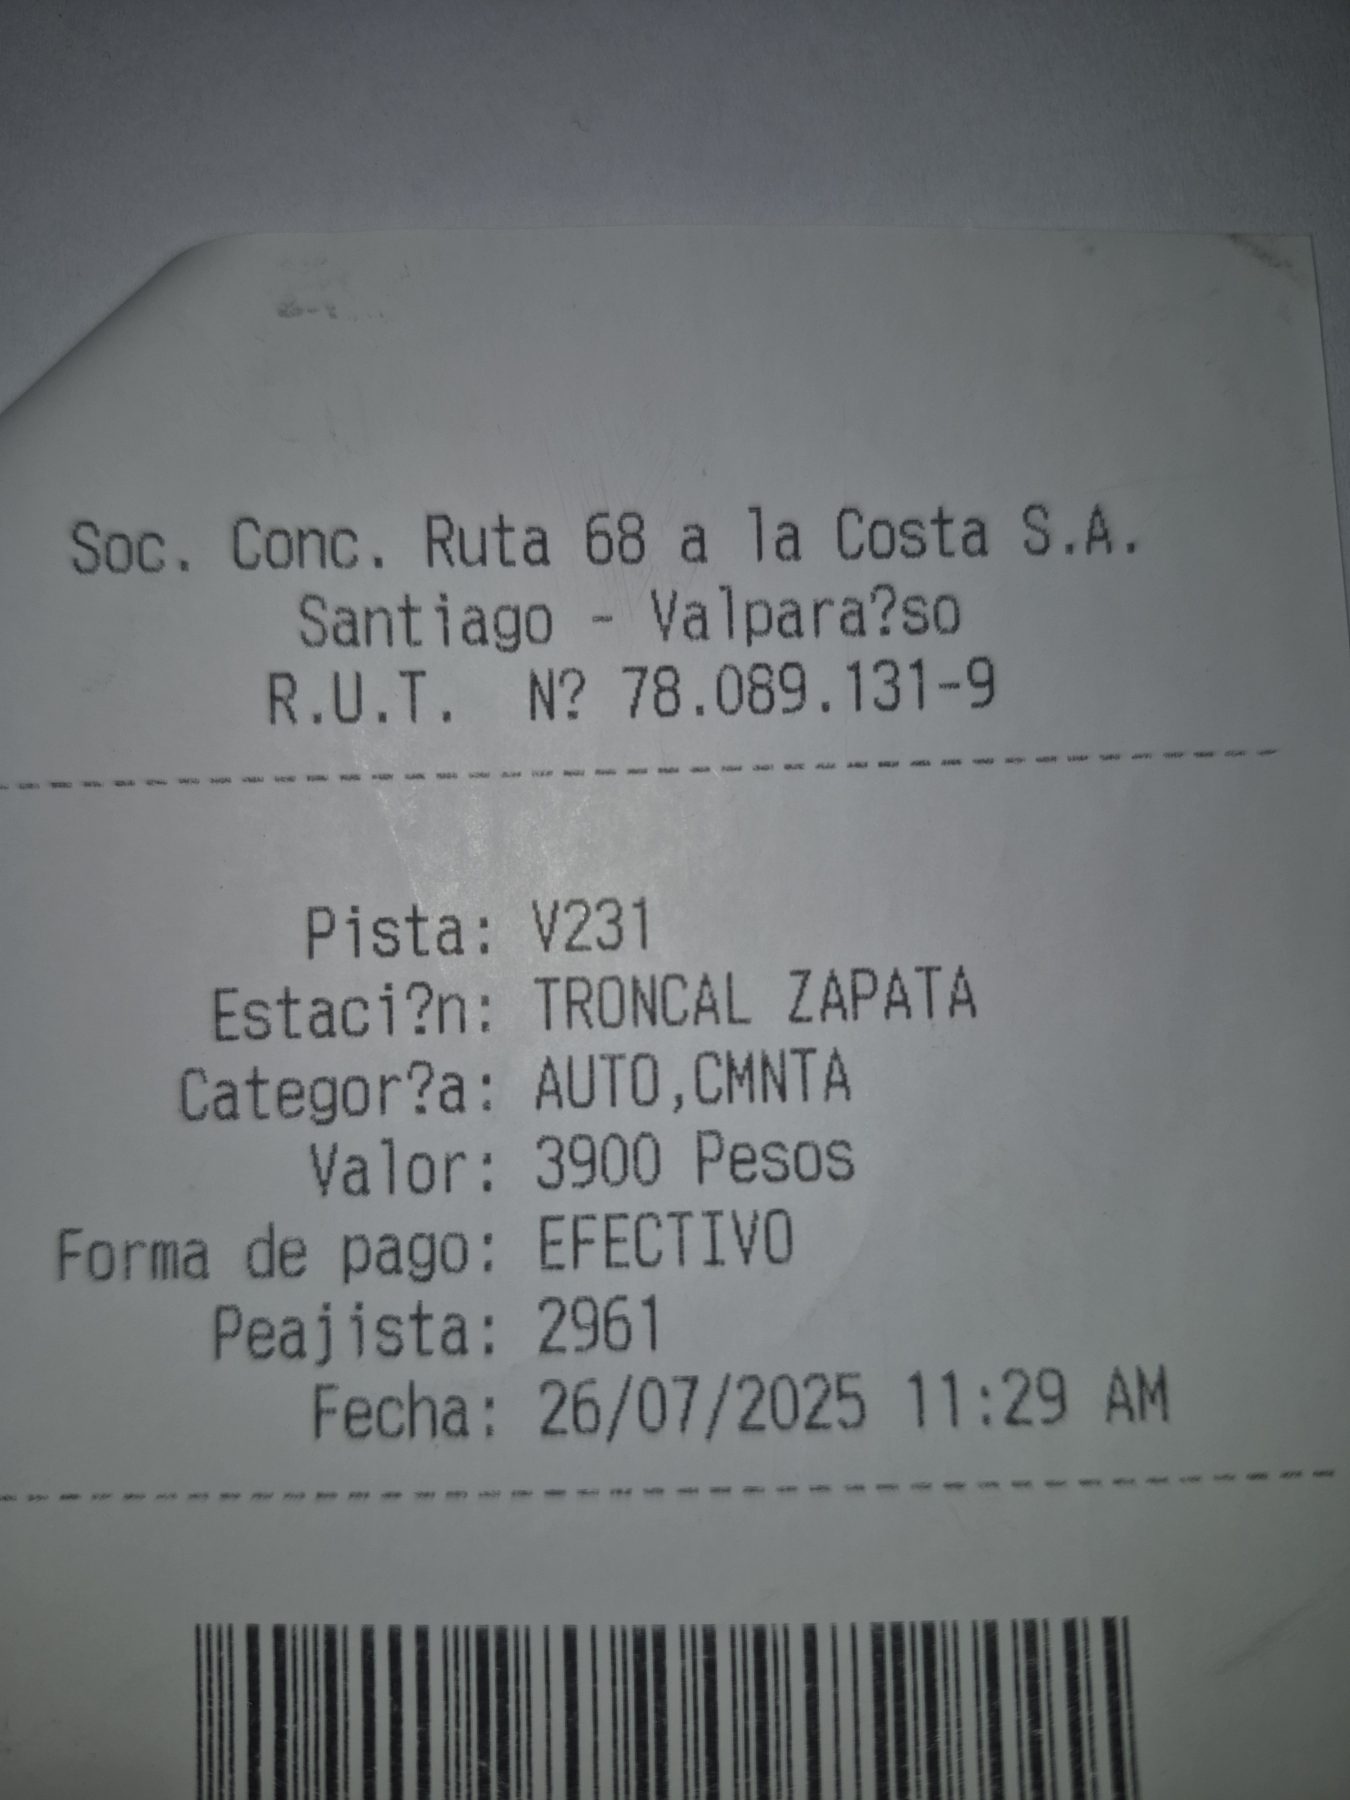 Soc. Conc. Ruta 68 a la Costa S.A.
Santiago - Valpara?so
R.U.T. N? 78.089.131-9
Pista: V231
Estaci?n: TRONCAL ZAPATA
Categor?a: AUTO,CMNTA
Valor: 3900 Pesos
Forma de pago: EFECTIVO
Peajista: 2961
Fecha: 26/07/2025 11:29 AM